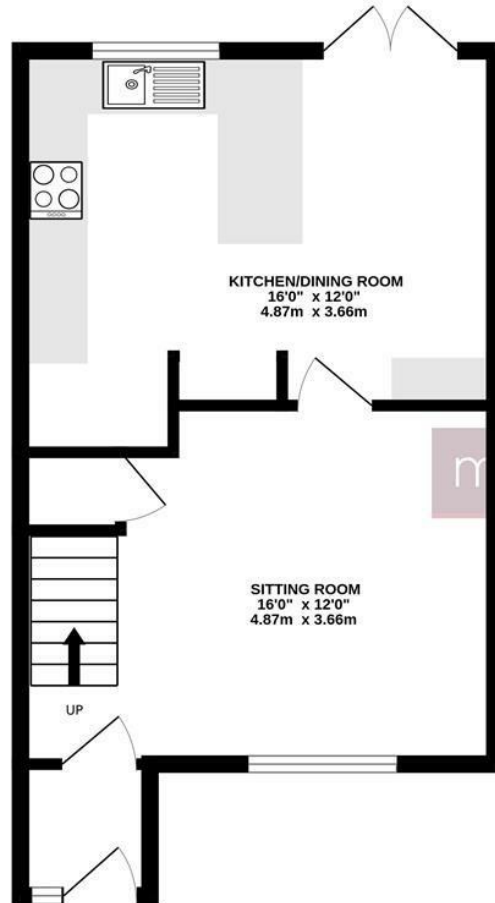 KITCHEN/DINING ROOM
16'0" x 12'0"
4.87m x 3.66m
m
SITTING ROOM
16'0" x 12'0"
4.87m x 3.66m
UP